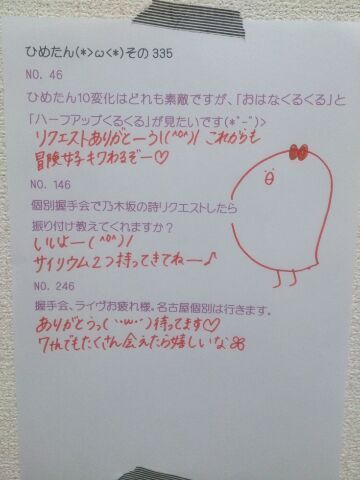 ひめたん(*>ω<*)その335
NO. 46
ひめたん10変化はどれも素敵ですが、「おはなくるくる」と
「ハーフアップくるくる」が見たいです(*ﾟｰﾟ)>
リクエストありがとーう!(^o^)/ これからも
冒険女子キワめるぞー♡
NO. 146
個別握手会で乃木坂の詩リクエストしたら
振り付け教えてくれますか?
いいよー(^o^)/
サイリウム2つ持ってきてねー♪
NO. 246
握手会、ライヴお疲れ様。名古屋個別は行きます。
ありがとうっ(´･ω･`)待ってます♡
7thでもたくさん会えたら嬉しいな